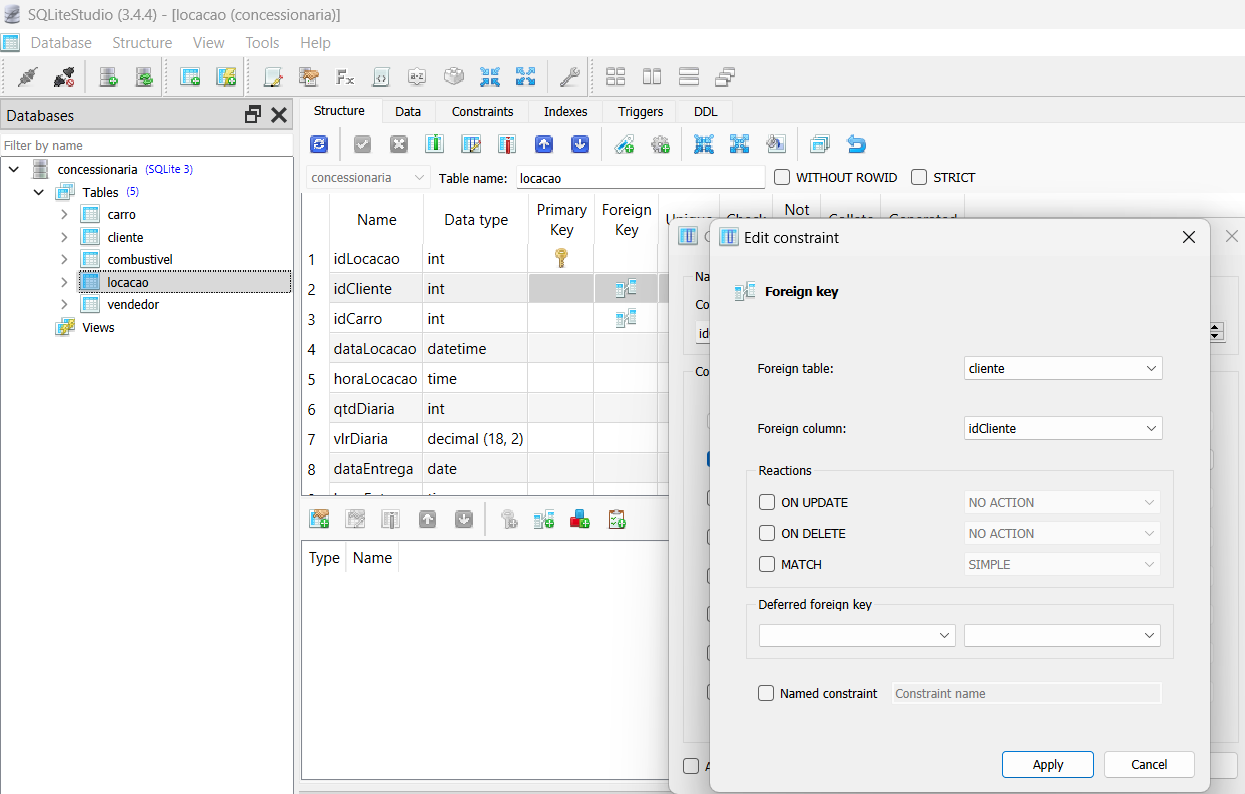 SQLiteStudio (3.4.4) - [locacao (concessionaria)]
Database Structure View Tools Help
Databases
Filter by name
concessionaria (SQLite 3)
Tables (5)
carro
cliente
combustivel
locacao
vendedor
Views
Structure Data Constraints Indexes Triggers DDL
concessionaria Table name: locacao WITHOUT ROWID STRICT
Name Data type Primary Key Foreign Key Not
1 idLocacao int
2 idCliente int
3 idCarro int
4 dataLocacao datetime
5 horaLocacao time
6 qtdDiaria int
7 vlrDiaria decimal (18, 2)
8 dataEntrega date
Type Name
Edit constraint
Foreign key
Foreign table: cliente
Foreign column: idCliente
Reactions
ON UPDATE NO ACTION
ON DELETE NO ACTION
MATCH SIMPLE
Deferred foreign key
Named constraint Constraint name
Apply Cancel